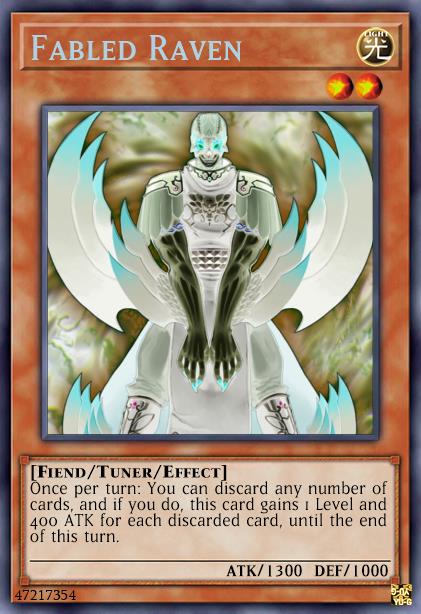 Fabled Raven
LIGHT
光
[Fiend/Tuner/Effect]
Once per turn: You can discard any number of
cards, and if you do, this card gains 1 Level and
400 ATK for each discarded card, until the end
of this turn.
ATK/1300 DEF/1000
47217354